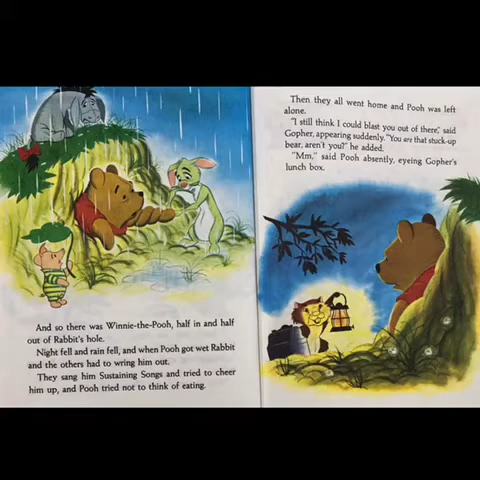 And so there was Winnie-the-Pooh, half in and half
out of Rabbit's hole.
Night fell and rain fell, and when Pooh got wet Rabbit
and the others had to wring him out.
They sang him Sustaining Songs and tried to cheer
him up, and Pooh tried not to think of eating.
Then they all went home and Pooh was left
alone.
"I still think I could blast you out of there," said
Gopher, appearing suddenly. "You are that stuck-up
bear, aren't you?" he added.
"Mm," said Pooh absently, eyeing Gopher's
lunch box.